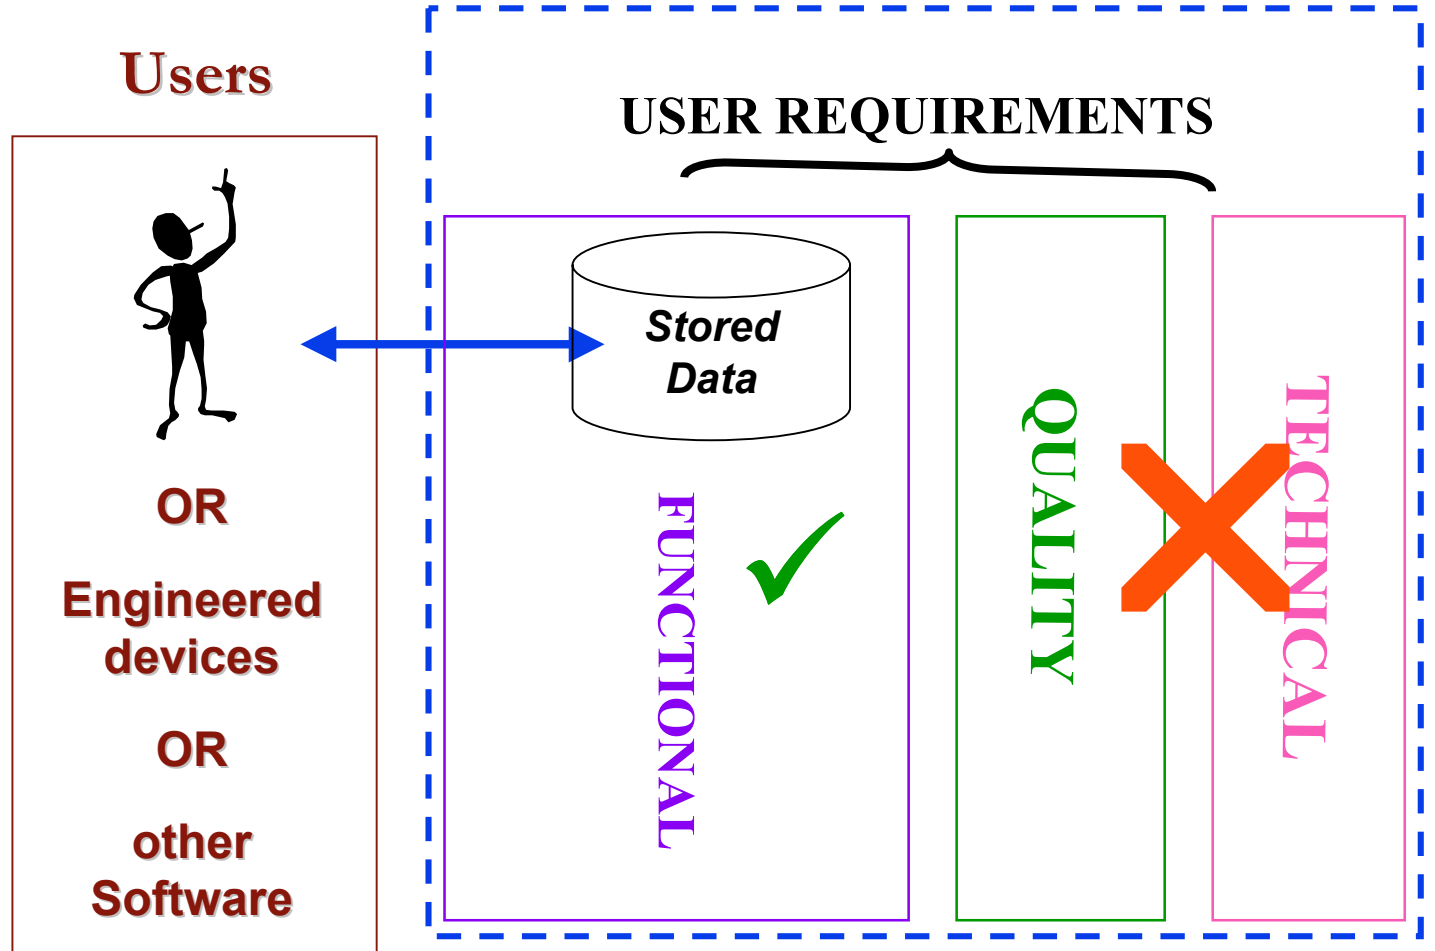 Users
OR
Engineered
devices
OR
other
Software
USER REQUIREMENTS
Stored
Data
FUNCTIONAL
QUALITY
TECHNICAL